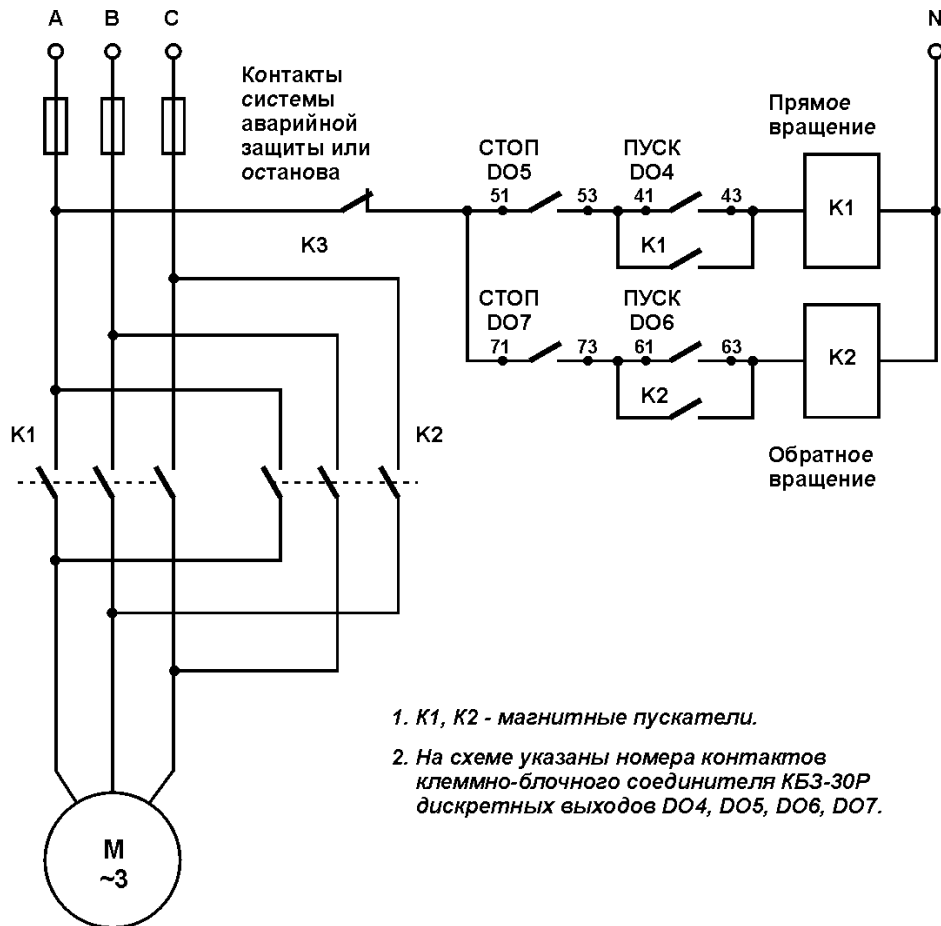 A B C N
Контакты
системы
аварийной
защиты или
останова
Прямое
вращение
СТОП
DO5
ПУСК
DO4
51 53 41 43
K1
K3
K1
СТОП
DO7
ПУСК
DO6
71 73 61 63
K2
K2
K1
K2
Обратное
вращение
1. K1, K2 - магнитные пускатели.
2. На схеме указаны номера контактов
клеммно-блочного соединителя КБЗ-30Р
дискретных выходов DO4, DO5, DO6, DO7.
M
~3